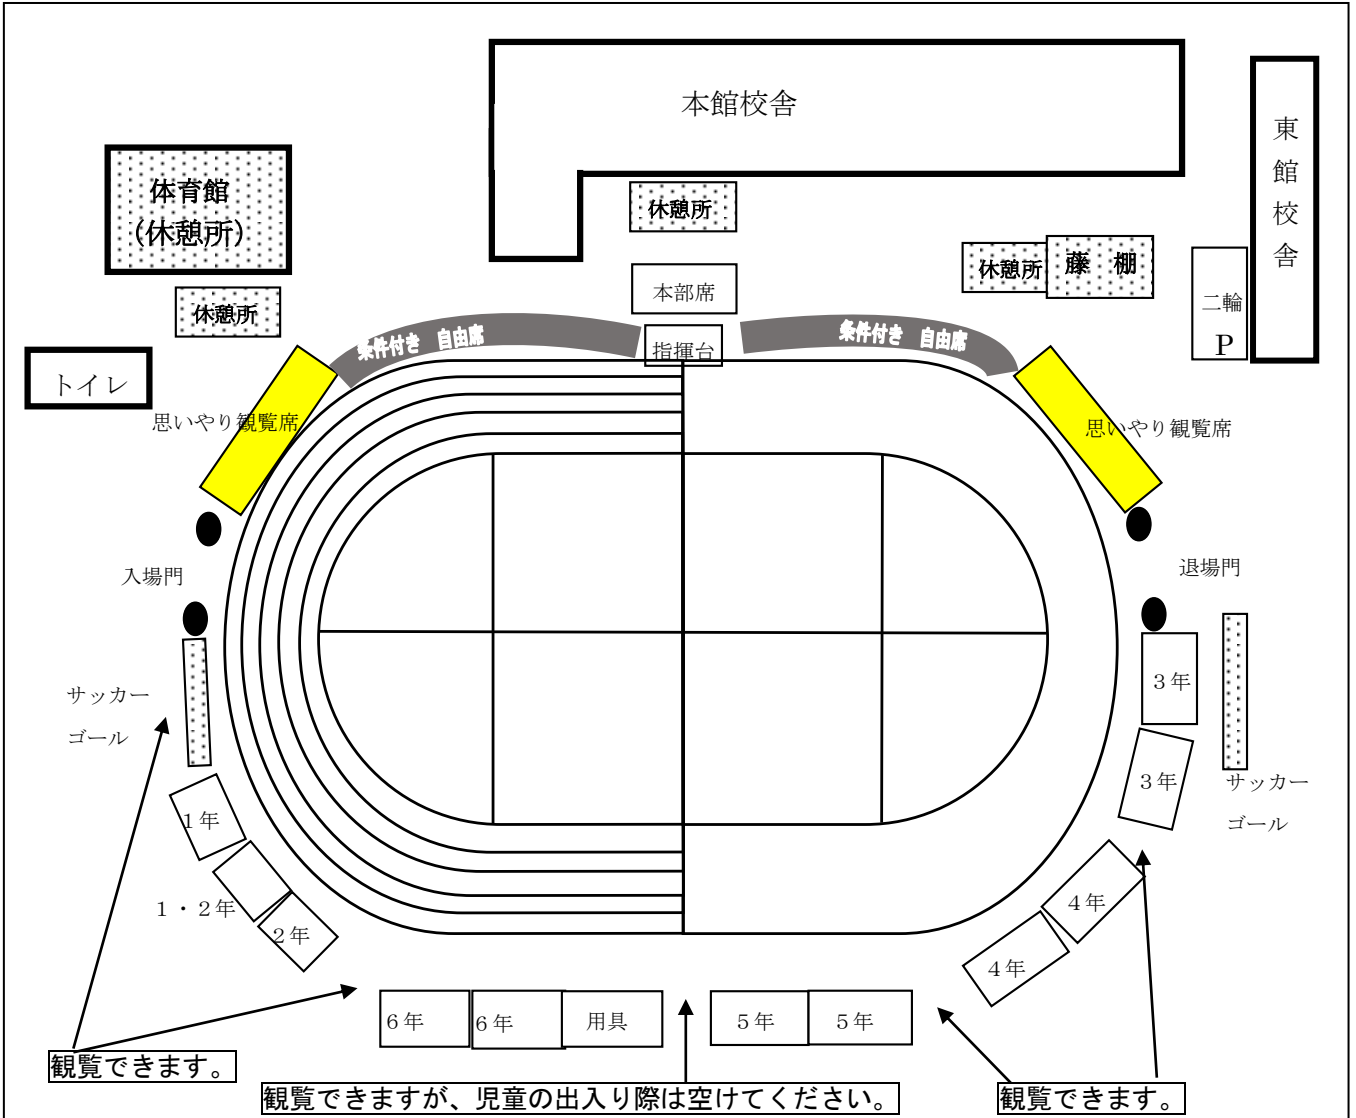 本館校舎
東館校舎
体育館
(休憩所)
休憩所
休憩所
休憩所
藤　棚
二輪
P
本部席
指揮台
条件付き　自由席
条件付き　自由席
トイレ
思いやり観覧席
思いやり観覧席
入場門
退場門
サッカー
ゴール
３年
３年
サッカー
ゴール
１年
１・２年
２年
４年
４年
６年
６年
用具
５年
５年
観覧できます。
観覧できますが、児童の出入り際は空けてください。
観覧できます。